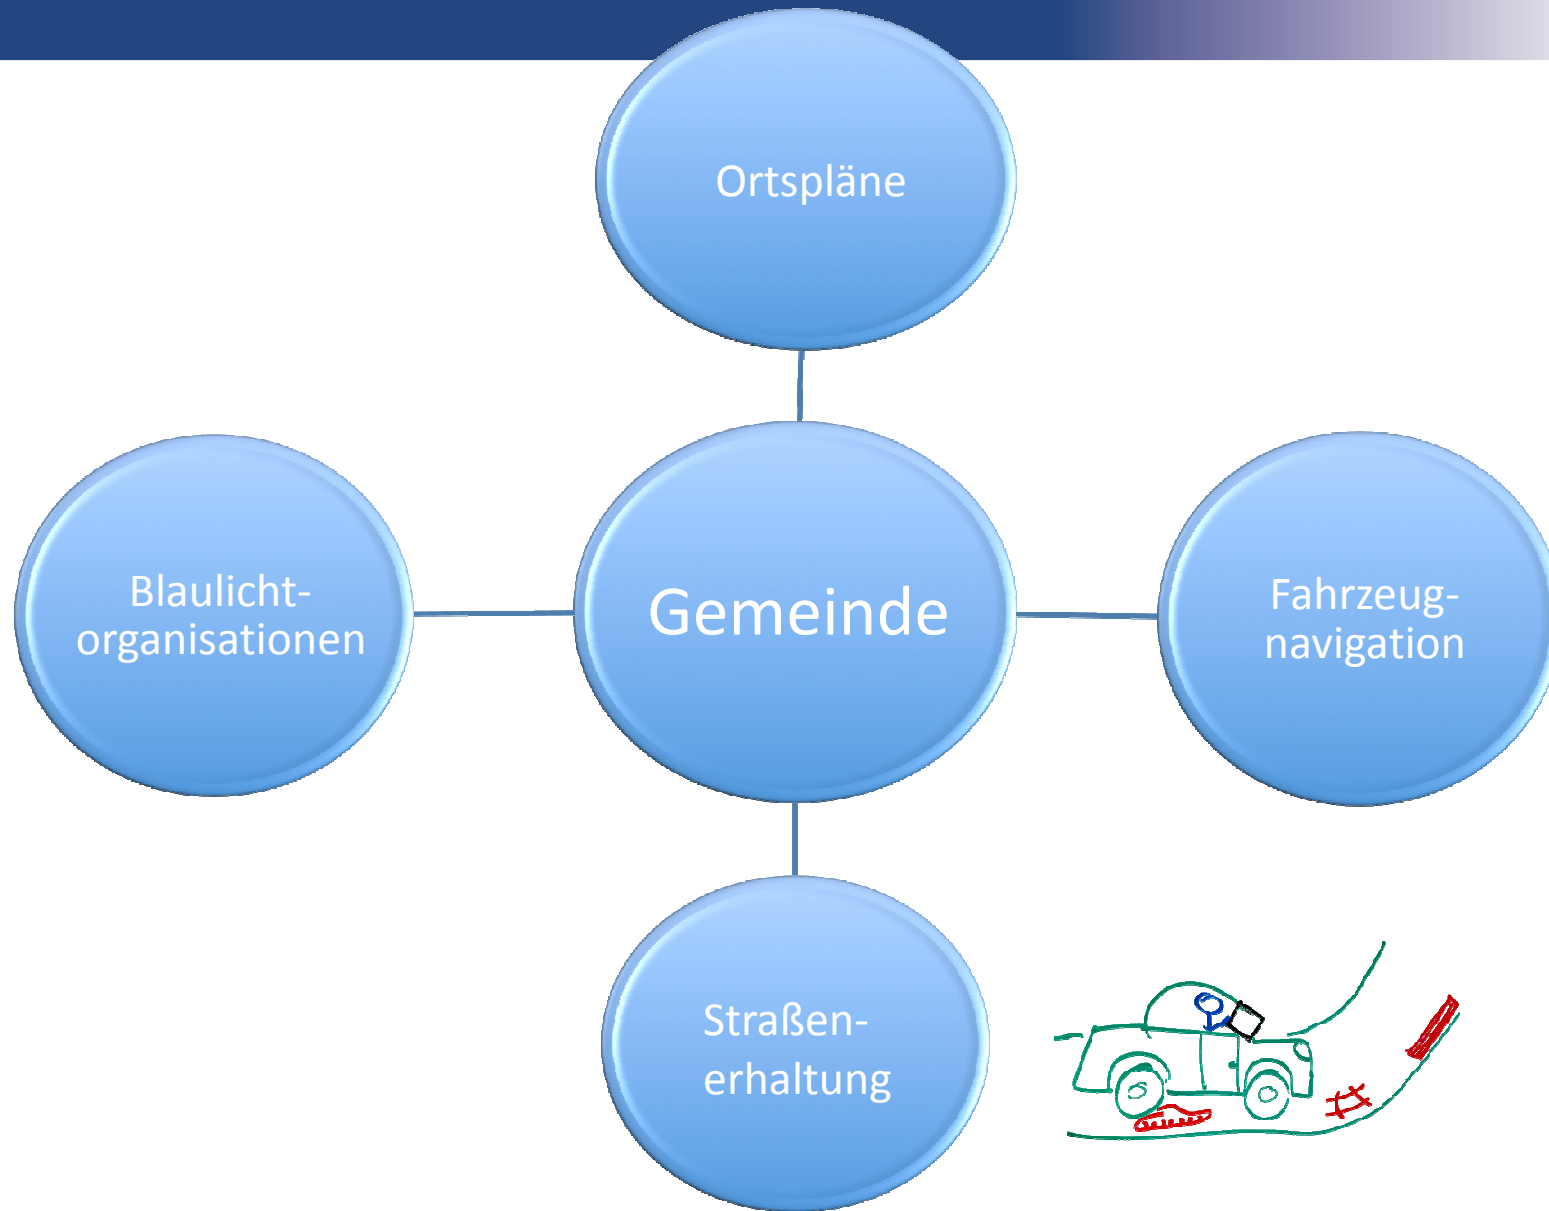 Ortspläne
Blaulicht-
organisationen
Gemeinde
Fahrzeug-
navigation
Straßen-
erhaltung